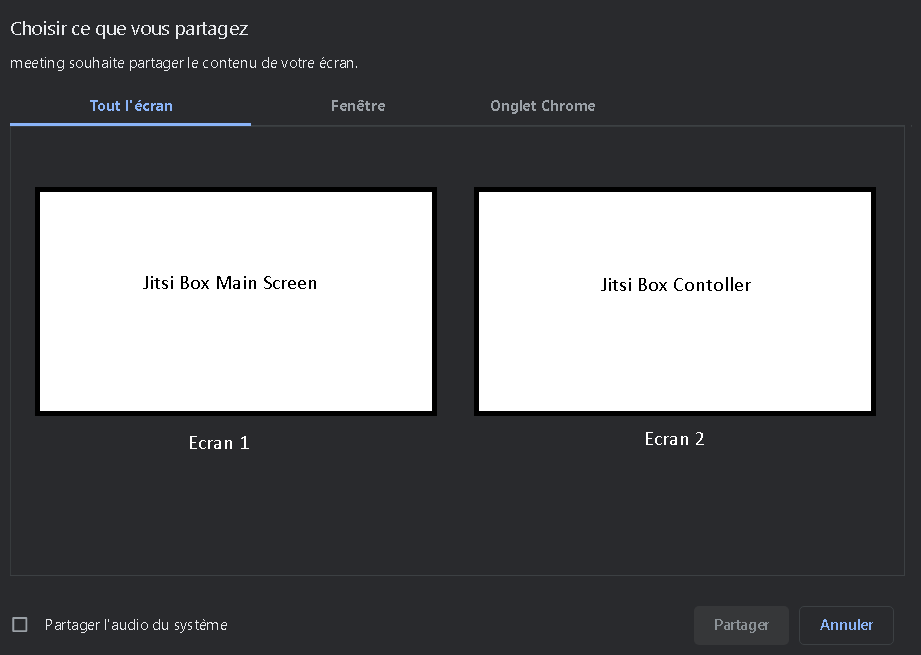 Choisir ce que vous partagez
meeting souhaite partager le contenu de votre écran.
Tout l'écran Fenêtre Onglet Chrome
Jitsi Box Main Screen Jitsi Box Contoller
Ecran 1 Ecran 2
Partager l'audio du système Partager Annuler